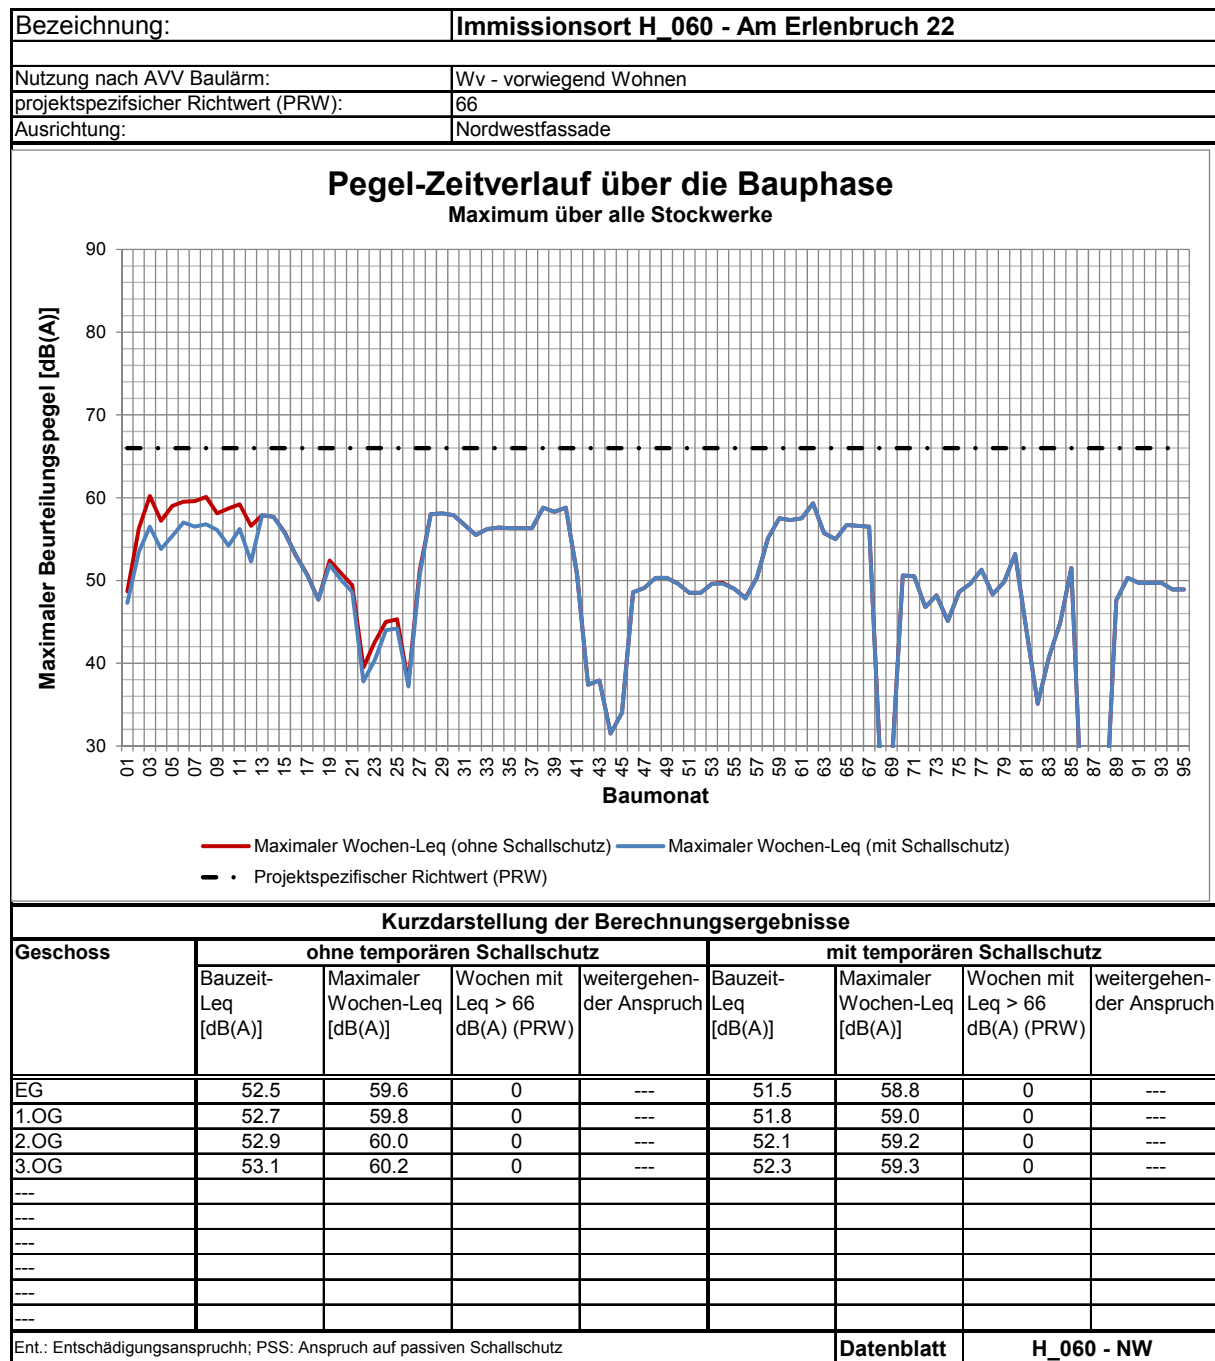 Bezeichnung: Immissionsort H_060 - Am Erlenbruch 22
Nutzung nach AVV Baulärm: Wv - vorwiegend Wohnen
projektspezifsicher Richtwert (PRW): 66
Ausrichtung: Nordwestfassade
Pegel-Zeitverlauf über die Bauphase
Maximum über alle Stockwerke
Maximaler Beurteilungspegel [dB(A)]
90
80
70
60
50
40
30
01 03 05 07 09 11 13 15 17 19 21 23 25 27 29 31 33 35 37 39 41 43 45 47 49 51 53 55 57 59 61 63 65 67 69 71 73 75 77 79 81 83 85 87 89 91 93 95
Baumonat
Maximaler Wochen-Leq (ohne Schallschutz) Maximaler Wochen-Leq (mit Schallschutz)
Projektspezifischer Richtwert (PRW)
Kurzdarstellung der Berechnungsergebnisse
Geschoss ohne temporären Schallschutz mit temporären Schallschutz
Bauzeit- Maximaler Wochen mit weitergehen- Bauzeit- Maximaler Wochen mit weitergehen-
Leq Wochen-Leq Leq > 66 der Anspruch Leq Wochen-Leq Leq > 66 der Anspruch
[dB(A)] [dB(A)] dB(A) (PRW) [dB(A)] [dB(A)] dB(A) (PRW)
EG 52.5 59.6 0 --- 51.5 58.8 0 ---
1.OG 52.7 59.8 0 --- 51.8 59.0 0 ---
2.OG 52.9 60.0 0 --- 52.1 59.2 0 ---
3.OG 53.1 60.2 0 --- 52.3 59.3 0 ---
---
---
---
---
---
---
Ent.: Entschädigungsanspruchh; PSS: Anspruch auf passiven Schallschutz Datenblatt H_060 - NW